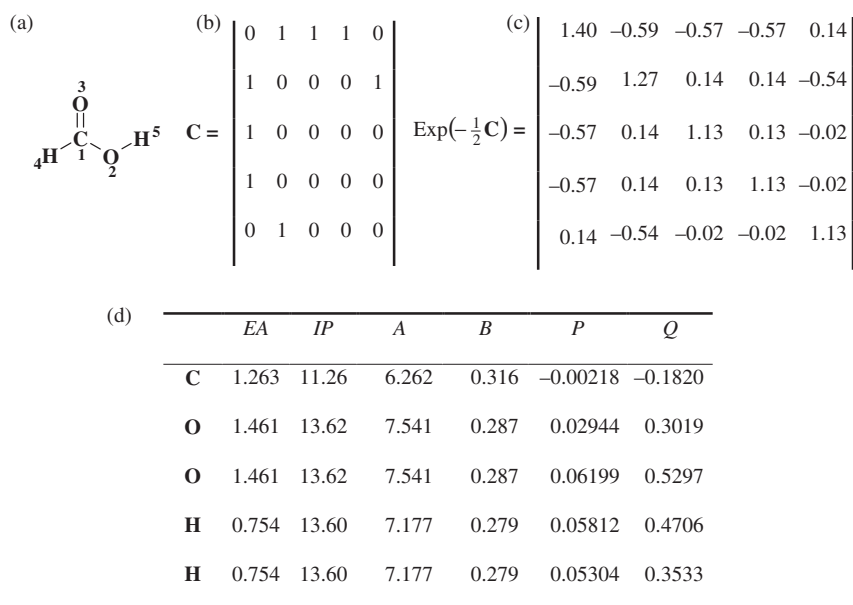 (a)
3
O
C
1
4H
O
2
H5
(b)
C =
0 1 1 1 0
1 0 0 0 1
1 0 0 0 0
1 0 0 0 0
0 1 0 0 0
(c)
Exp(−½C) =
1.40 –0.59 –0.57 –0.57 0.14
–0.59 1.27 0.14 0.14 –0.54
–0.57 0.14 1.13 0.13 –0.02
–0.57 0.14 0.13 1.13 –0.02
0.14 –0.54 –0.02 –0.02 1.13
(d)
EA IP A B P Q
C 1.263 11.26 6.262 0.316 –0.00218 –0.1820
O 1.461 13.62 7.541 0.287 0.02944 0.3019
O 1.461 13.62 7.541 0.287 0.06199 0.5297
H 0.754 13.60 7.177 0.279 0.05812 0.4706
H 0.754 13.60 7.177 0.279 0.05304 0.3533